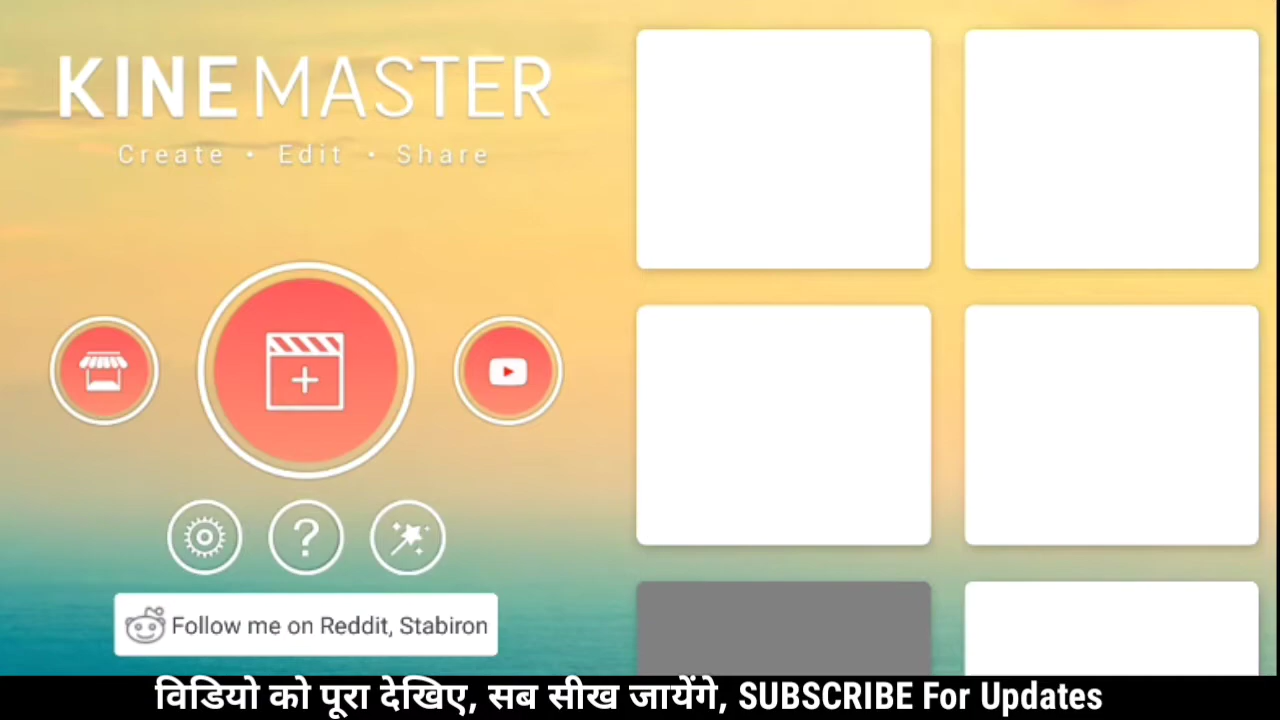 KINEMASTER
Create • Edit • Share
Follow me on Reddit, Stabiron
विडियो को पूरा देखिए, सब सीख जायेंगे, SUBSCRIBE For Updates